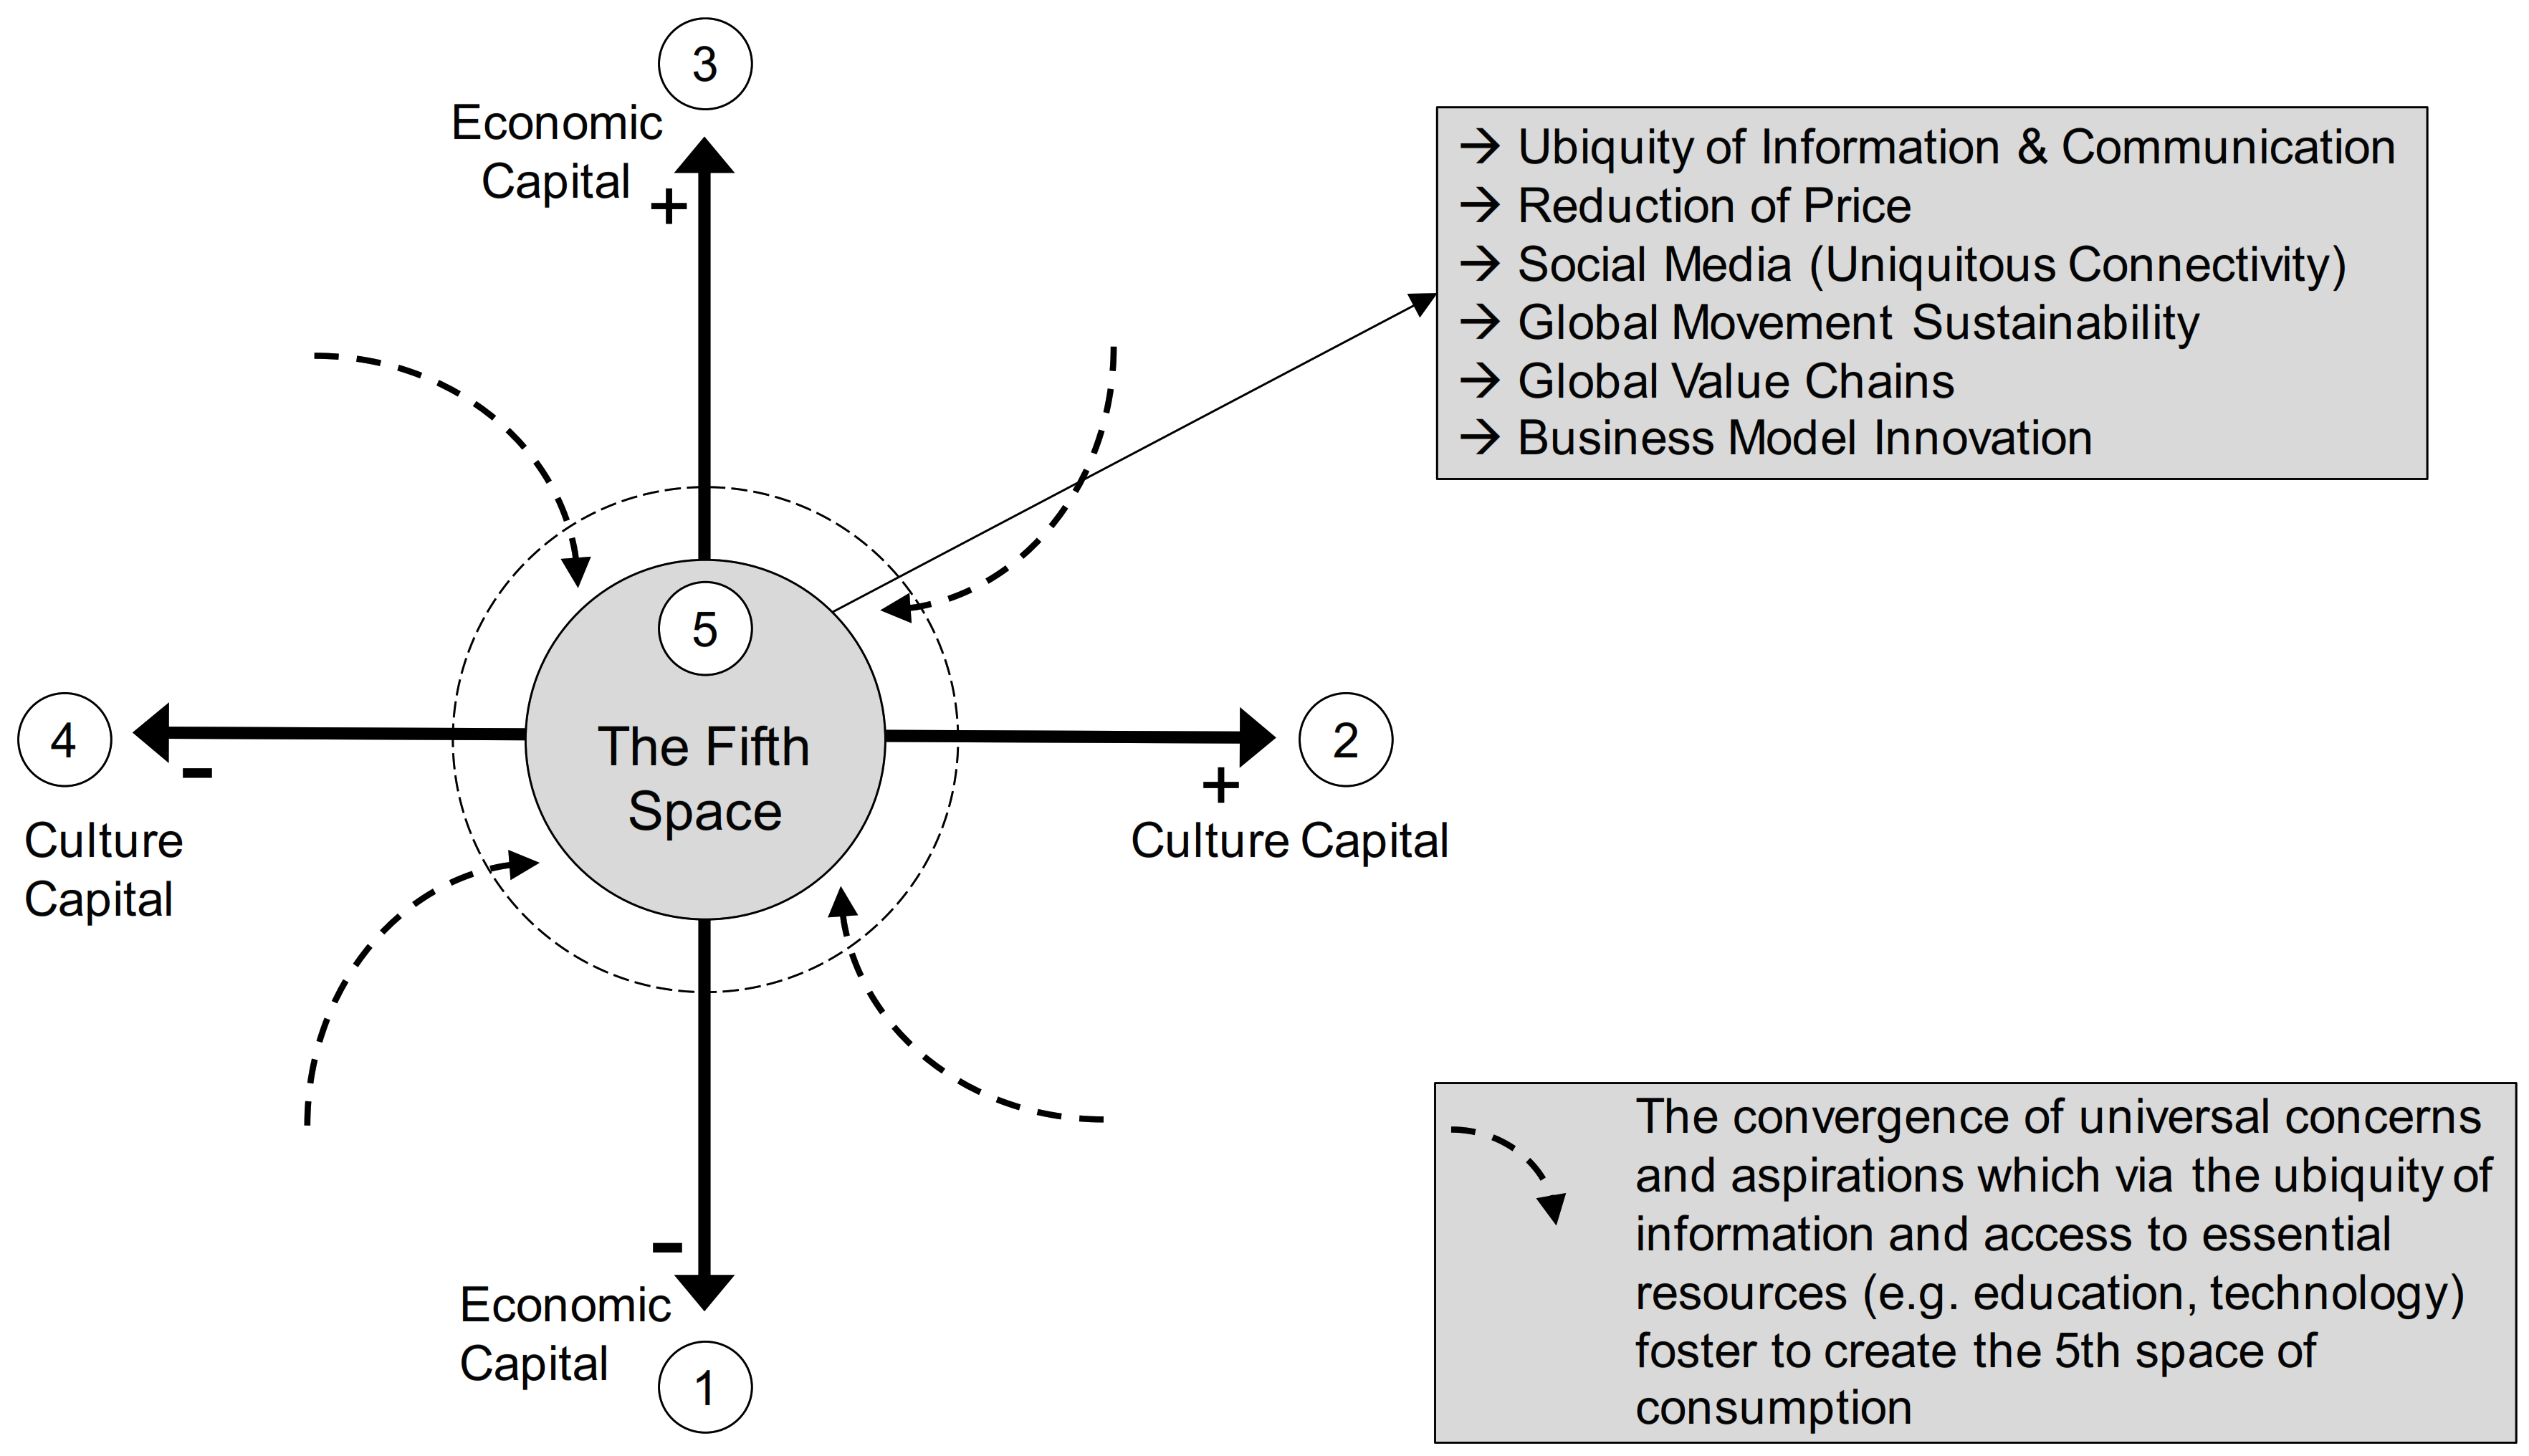 3
Economic
Capital
+
→ Ubiquity of Information & Communication
→ Reduction of Price
→ Social Media (Uniquitous Connectivity)
→ Global Movement Sustainability
→ Global Value Chains
→ Business Model Innovation
5
The Fifth
Space
4
-
Culture
Capital
2
+
Culture Capital
-
Economic
Capital
1
The convergence of universal concerns
and aspirations which via the ubiquity of
information and access to essential
resources (e.g. education, technology)
foster to create the 5th space of
consumption